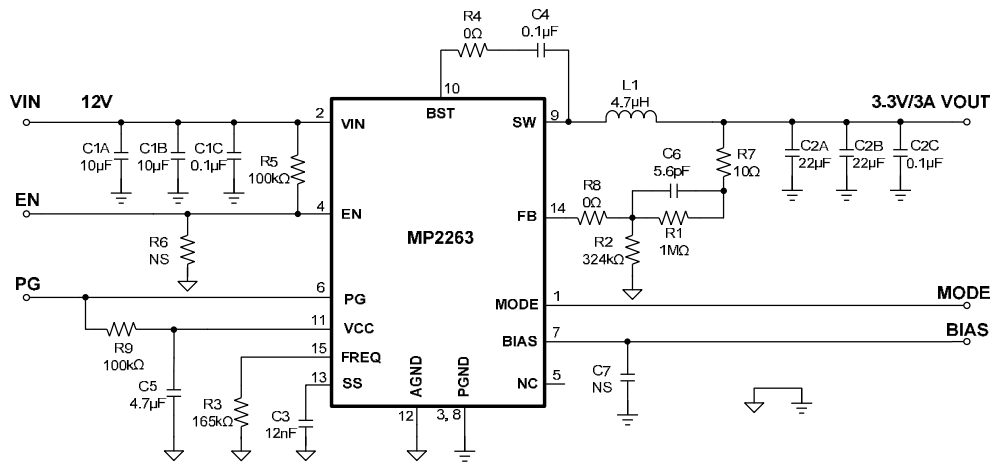 R4
0Ω
C4
0.1µF
10
BST
VIN 12V
2
VIN
SW
9
L1
4.7µH
3.3V/3A VOUT
C1A
10µF
C1B
10µF
C1C
0.1µF
R5
100kΩ
C6
5.6pF
R7
10Ω
C2A
22µF
C2B
22µF
C2C
0.1µF
EN
4
EN
FB
14
R8
0Ω
R6
NS
MP2263
R2
324kΩ
R1
1MΩ
PG
6
PG
MODE
1
MODE
11
VCC
BIAS
7
BIAS
R9
100kΩ
15
FREQ
C5
4.7µF
R3
165kΩ
13
SS
C3
12nF
AGND
PGND
NC
5
C7
NS
12
3, 8